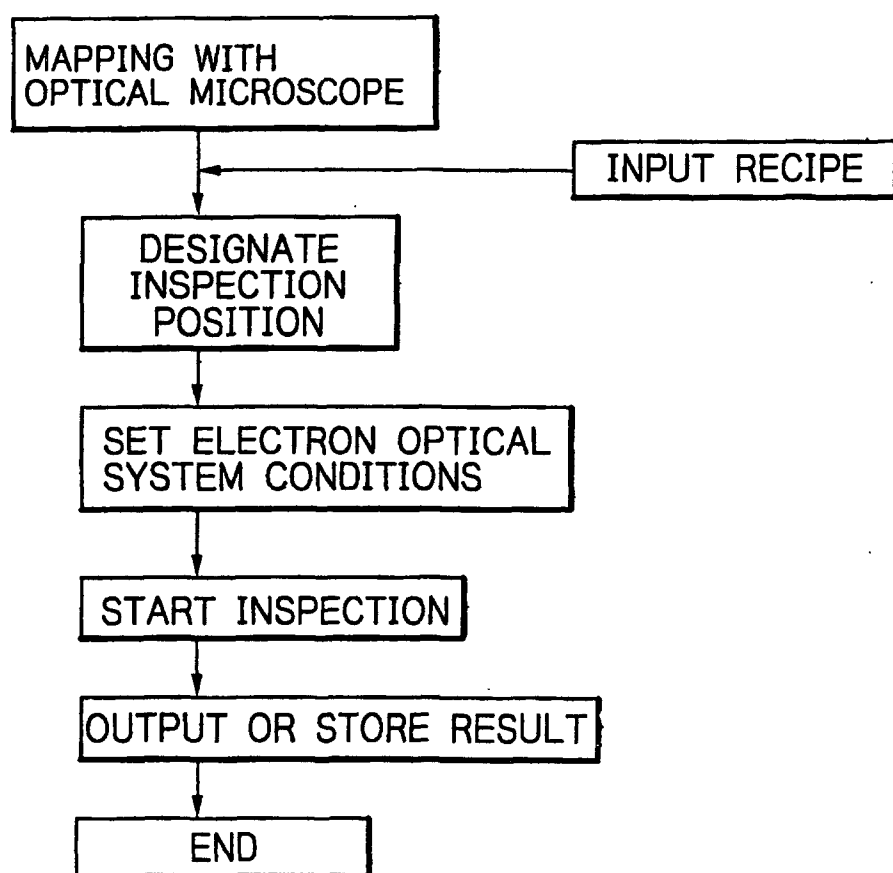 MAPPING WITH
OPTICAL MICROSCOPE
INPUT RECIPE
DESIGNATE
INSPECTION
POSITION
SET ELECTRON OPTICAL
SYSTEM CONDITIONS
START INSPECTION
OUTPUT OR STORE RESULT
END